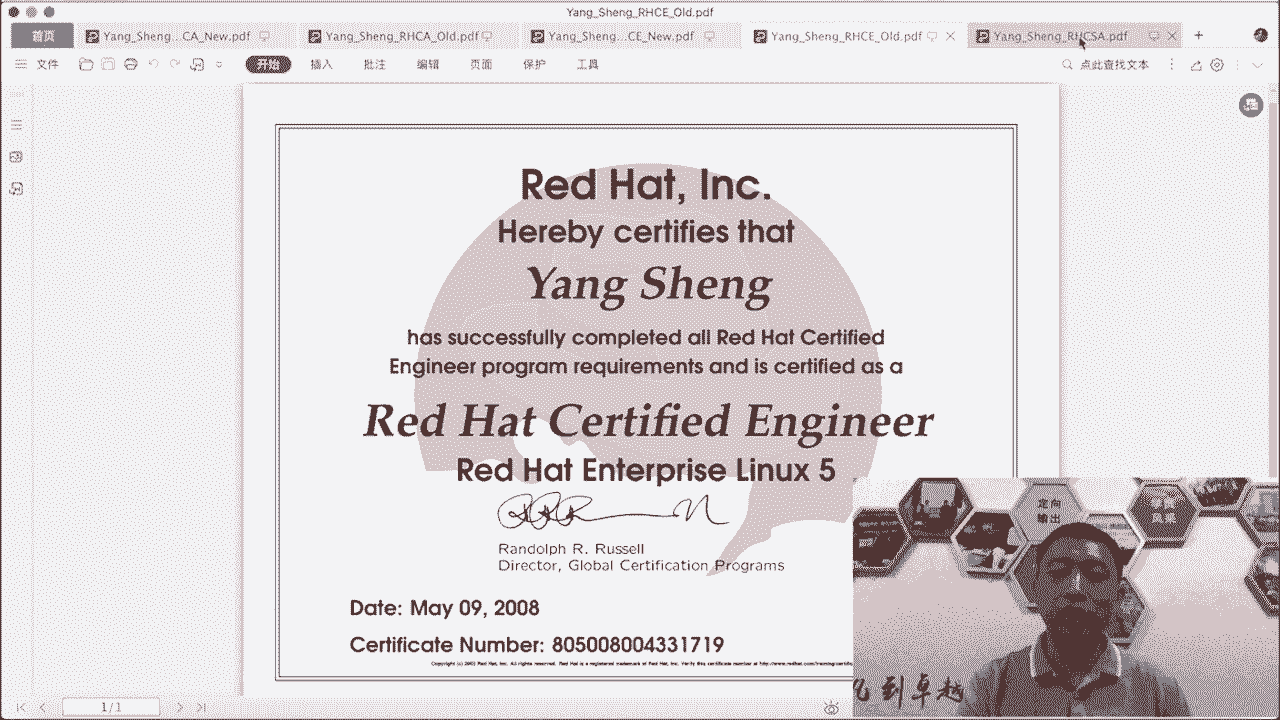 Yang_Sheng_RHCE_Old.pdf
首页
Yang_Sheng...CA_New.pdf
Yang_Sheng_RHCA_Old.pdf
Yang_Sheng...CE_New.pdf
Yang_Sheng_RHCE_Old.pdf
Yang_Sheng_RHCSA.pdf
文件
开始
插入
批注
编辑
页面
保护
工具
点此查找文本
Red Hat, Inc.
Hereby certifies that
Yang Sheng
has successfully completed all Red Hat Certified
Engineer program requirements and is certified as a
Red Hat Certified Engineer
Red Hat Enterprise Linux 5
Randolph R. Russell
Director, Global Certification Programs
Date: May 09, 2008
Certificate Number: 805008004331719
定向
输出
到卓越
1/1